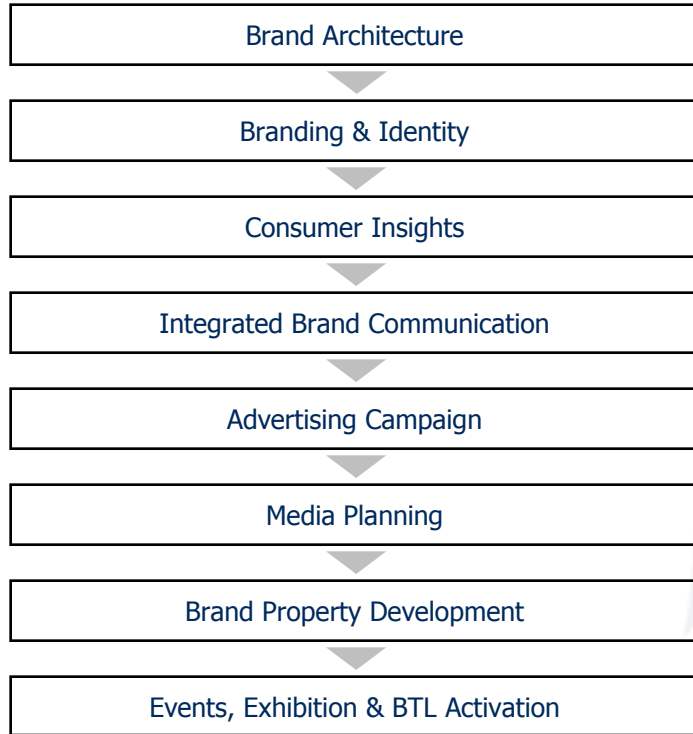 Brand Architecture
Branding & Identity
Consumer Insights
Integrated Brand Communication
Advertising Campaign
Media Planning
Brand Property Development
Events, Exhibition & BTL Activation